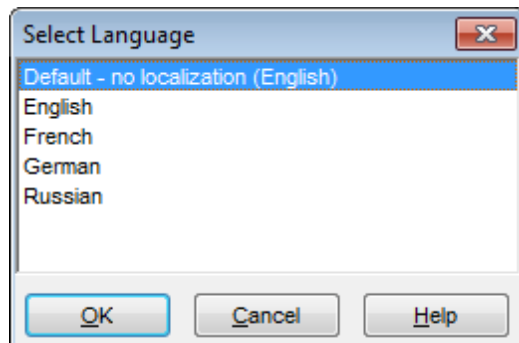 Select Language
Default - no localization (English)
English
French
German
Russian
OK Cancel Help